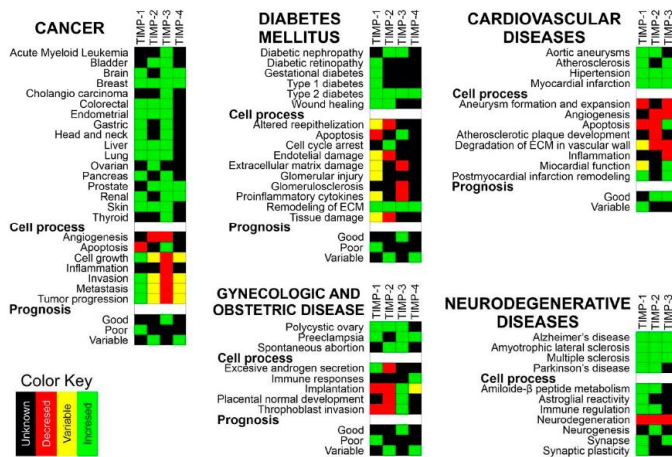 CANCER
TIMP-1
TIMP-2
TIMP-3
TIMP-4
Acute Myeloid Leukemia
Bladder
Brain
Breast
Cholangio carcinoma
Colorectal
Endometrial
Gastric
Head and neck
Liver
Lung
Ovarian
Pancreas
Prostate
Renal
Skin
Thyroid
Cell process
Angiogenesis
Apoptosis
Cell growth
Inflammation
Invasion
Metastasis
Tumor progression
Prognosis
Good
Poor
Variable
Color Key
Unknown
Decresed
Variable
Incresed
DIABETES
MELLITUS
TIMP-1
TIMP-2
TIMP-3
TIMP-4
Diabetic nephropathy
Diabetic retinopathy
Gestational diabetes
Type 1 diabetes
Type 2 diabetes
Wound healing
Cell process
Altered reepithelization
Apoptosis
Cell cycle arrest
Endotelial damage
Extracellular matrix damage
Glomerular injury
Glomerulosclerosis
Proinflammatory cytokines
Remodeling of ECM
Tissue damage
Prognosis
Good
Poor
Variable
GYNECOLOGIC AND
OBSTETRIC DISEASE
TIMP-1
TIMP-2
TIMP-3
TIMP-4
Polycystic ovary
Preeclampsia
Spontaneous abortion
Cell process
Excesive androgen secretion
Immune responses
Implantation
Placental normal development
Throphoblast invasion
Prognosis
Good
Poor
Variable
CARDIOVASCULAR
DISEASES
TIMP-1
TIMP-2
TIMP-3
Aortic aneurysms
Atherosclerosis
Hipertension
Myocardial infarction
Cell process
Aneurysm formation and expansion
Angiogenesis
Apoptosis
Atherosclerotic plaque development
Degradation of ECM in vascular wall
Inflammation
Miocardial function
Postmyocardial infarction remodeling
Prognosis
Good
Variable
NEURODEGENERATIVE
DISEASES
TIMP-1
TIMP-2
TIMP-3
Alzheimer's disease
Amyotrophic lateral sclerosis
Multiple sclerosis
Parkinson's disease
Cell process
Amiloide-β peptide metabolism
Astroglial reactivity
Immune regulation
Neurodegeneration
Neurogenesis
Synapse
Synaptic plasticity